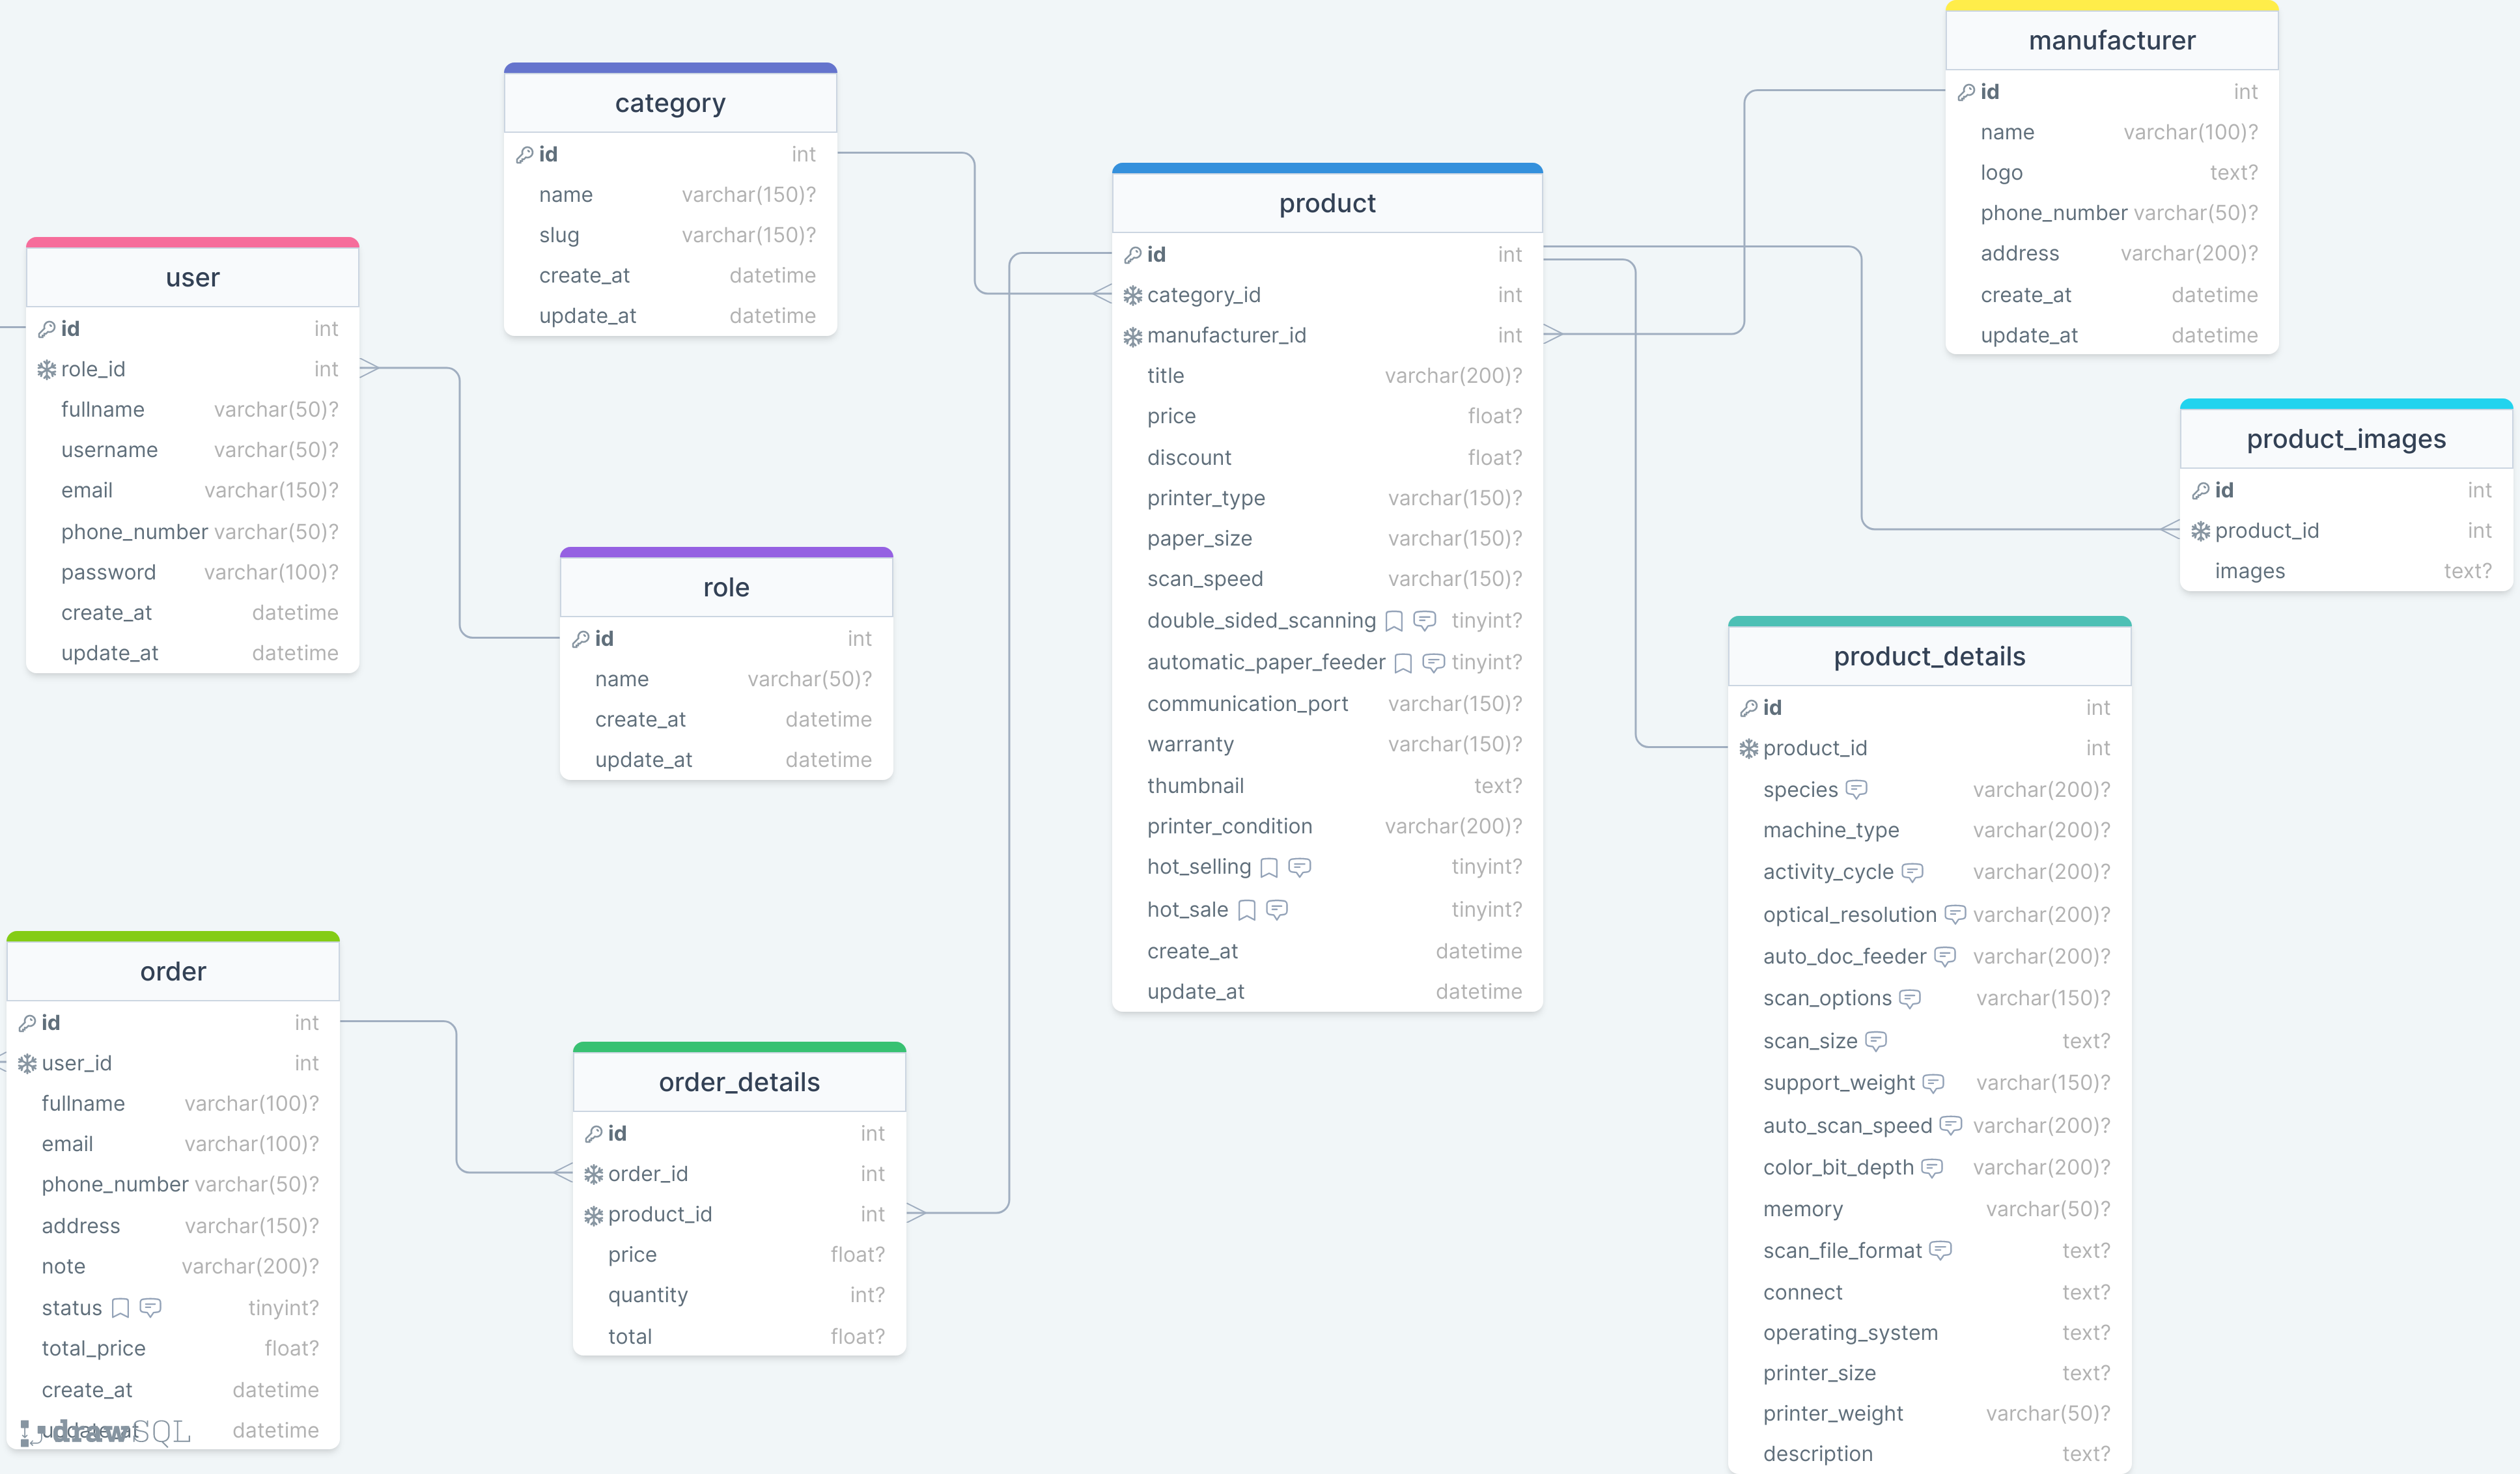 user
id int
role_id int
fullname varchar(50)?
username varchar(50)?
email varchar(150)?
phone_number varchar(50)?
password varchar(100)?
create_at datetime
update_at datetime
category
id int
name varchar(150)?
slug varchar(150)?
create_at datetime
update_at datetime
role
id int
name varchar(50)?
create_at datetime
update_at datetime
order
id int
user_id int
fullname varchar(100)?
email varchar(100)?
phone_number varchar(50)?
address varchar(150)?
note varchar(200)?
status tinyint?
total_price float?
create_at datetime
update_at datetime
drawSQL
order_details
id int
order_id int
product_id int
price float?
quantity int?
total float?
product
id int
category_id int
manufacturer_id int
title varchar(200)?
price float?
discount float?
printer_type varchar(150)?
paper_size varchar(150)?
scan_speed varchar(150)?
double_sided_scanning tinyint?
automatic_paper_feeder tinyint?
communication_port varchar(150)?
warranty varchar(150)?
thumbnail text?
printer_condition varchar(200)?
hot_selling tinyint?
hot_sale tinyint?
create_at datetime
update_at datetime
manufacturer
id int
name varchar(100)?
logo text?
phone_number varchar(50)?
address varchar(200)?
create_at datetime
update_at datetime
product_images
id int
product_id int
images text?
product_details
id int
product_id int
species varchar(200)?
machine_type varchar(200)?
activity_cycle varchar(200)?
optical_resolution varchar(200)?
auto_doc_feeder varchar(200)?
scan_options varchar(150)?
scan_size text?
support_weight varchar(150)?
auto_scan_speed varchar(200)?
color_bit_depth varchar(200)?
memory varchar(50)?
scan_file_format text?
connect text?
operating_system text?
printer_size text?
printer_weight varchar(50)?
description text?